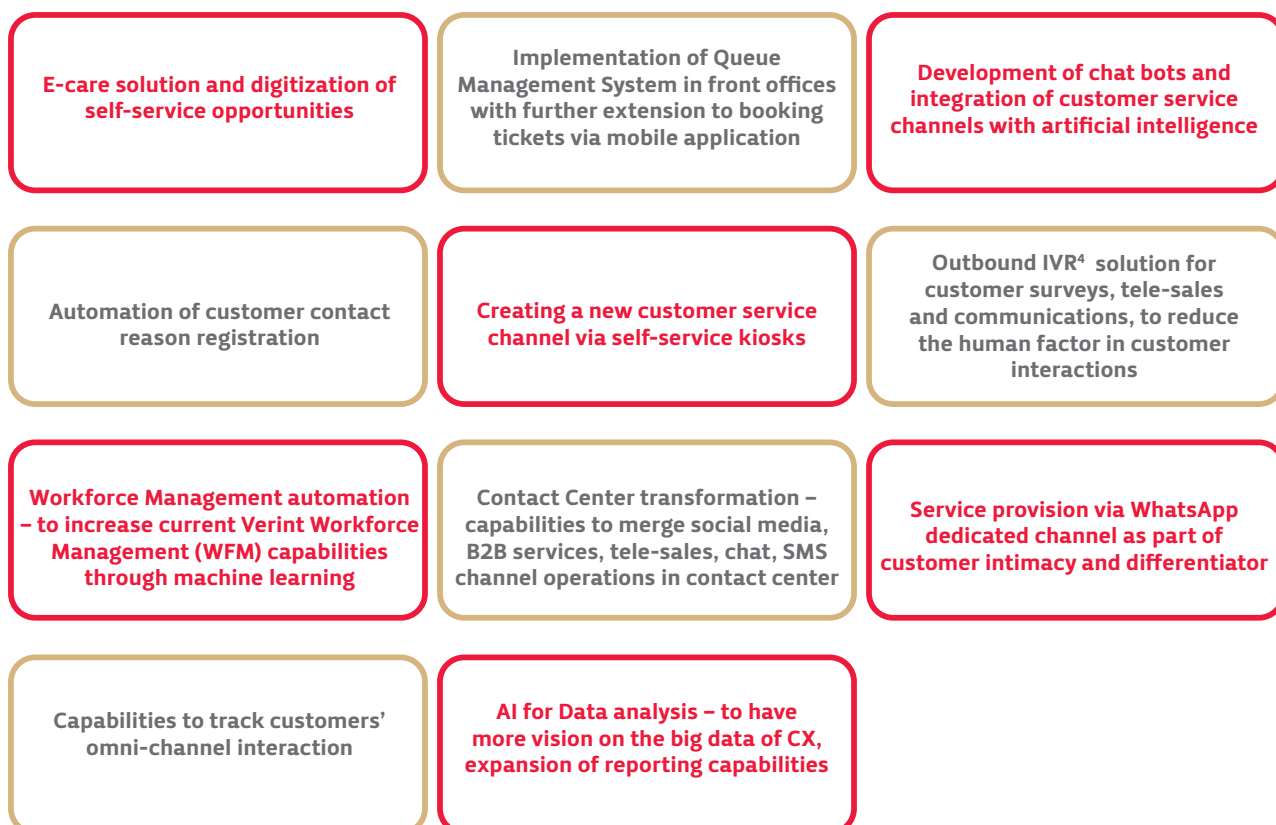 E-care solution and digitization of
self-service opportunities
Implementation of Queue
Management System in front offices
with further extension to booking
tickets via mobile application
Development of chat bots and
integration of customer service
channels with artificial intelligence
Automation of customer contact
reason registration
Creating a new customer service
channel via self-service kiosks
Outbound IVR⁴ solution for
customer surveys, tele-sales
and communications, to reduce
the human factor in customer
interactions
Workforce Management automation
– to increase current Verint Workforce
Management (WFM) capabilities
through machine learning
Contact Center transformation –
capabilities to merge social media,
B2B services, tele-sales, chat, SMS
channel operations in contact center
Service provision via WhatsApp
dedicated channel as part of
customer intimacy and differentiator
Capabilities to track customers’
omni-channel interaction
AI for Data analysis – to have
more vision on the big data of CX,
expansion of reporting capabilities